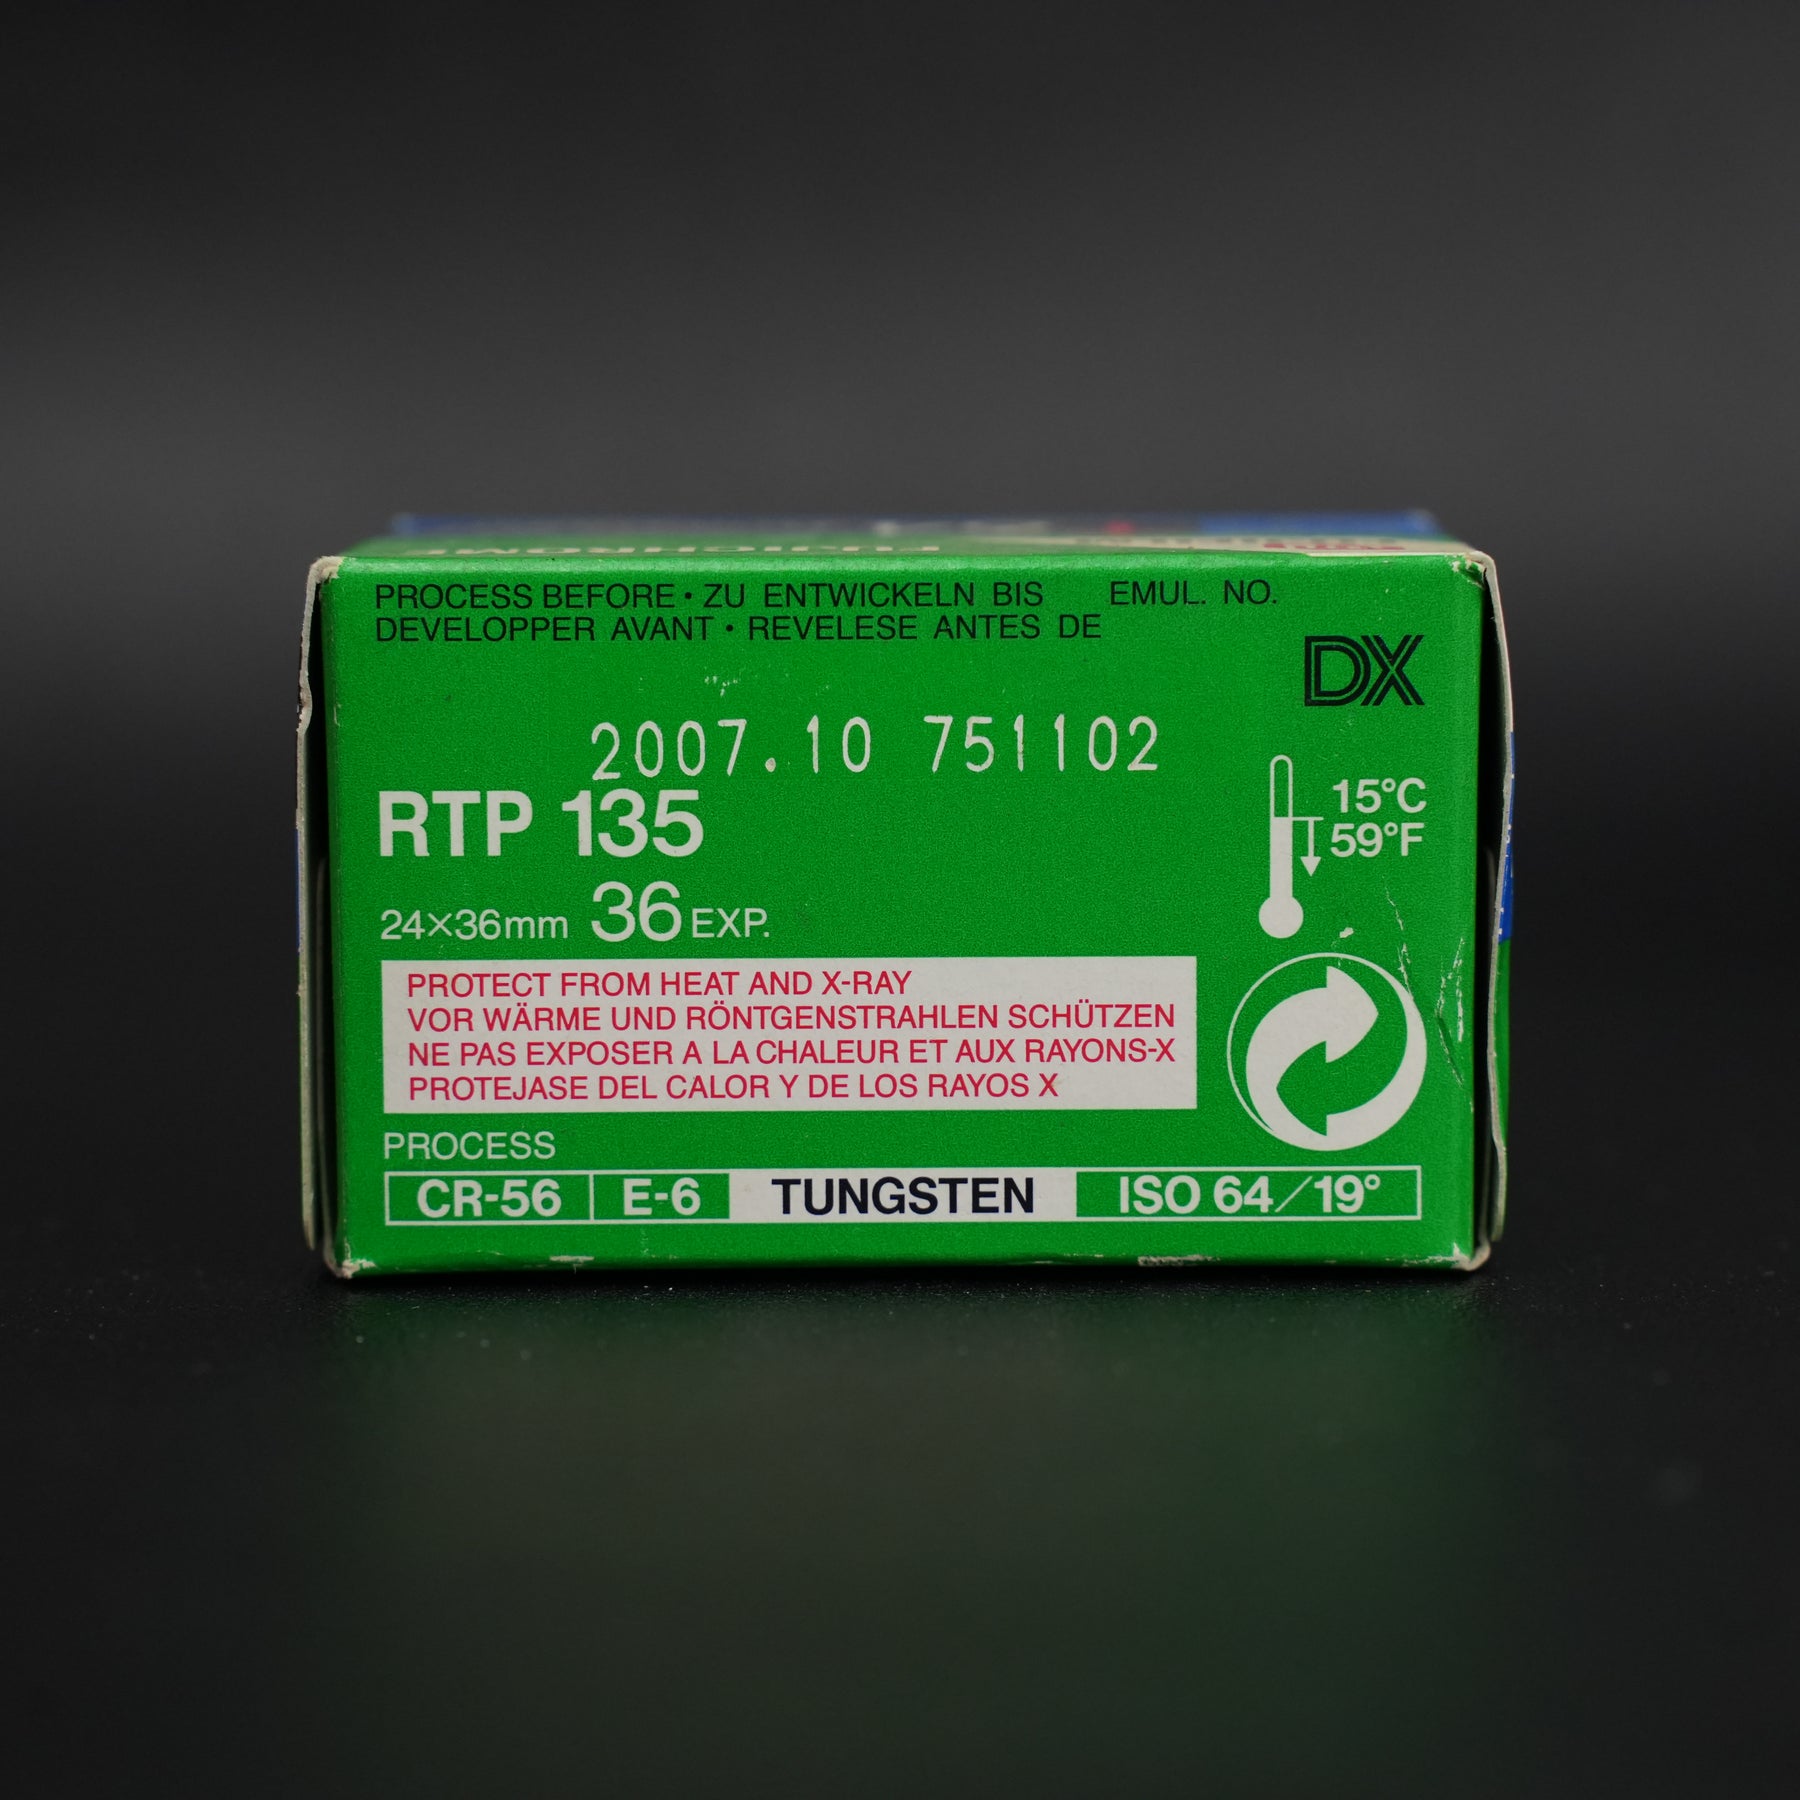 FUJICHROME
PROCESS BEFORE • ZU ENTWICKELN BIS EMUL. NO.
DEVELOPPER AVANT • REVELESE ANTES DE
DX
2007.10 751102
15°C
59°F
RTP 135
24×36mm 36 EXP.
PROTECT FROM HEAT AND X-RAY
VOR WÄRME UND RÖNTGENSTRAHLEN SCHÜTZEN
NE PAS EXPOSER A LA CHALEUR ET AUX RAYONS-X
PROTEJASE DEL CALOR Y DE LOS RAYOS X
PROCESS
CR-56 E-6 TUNGSTEN ISO 64/19°